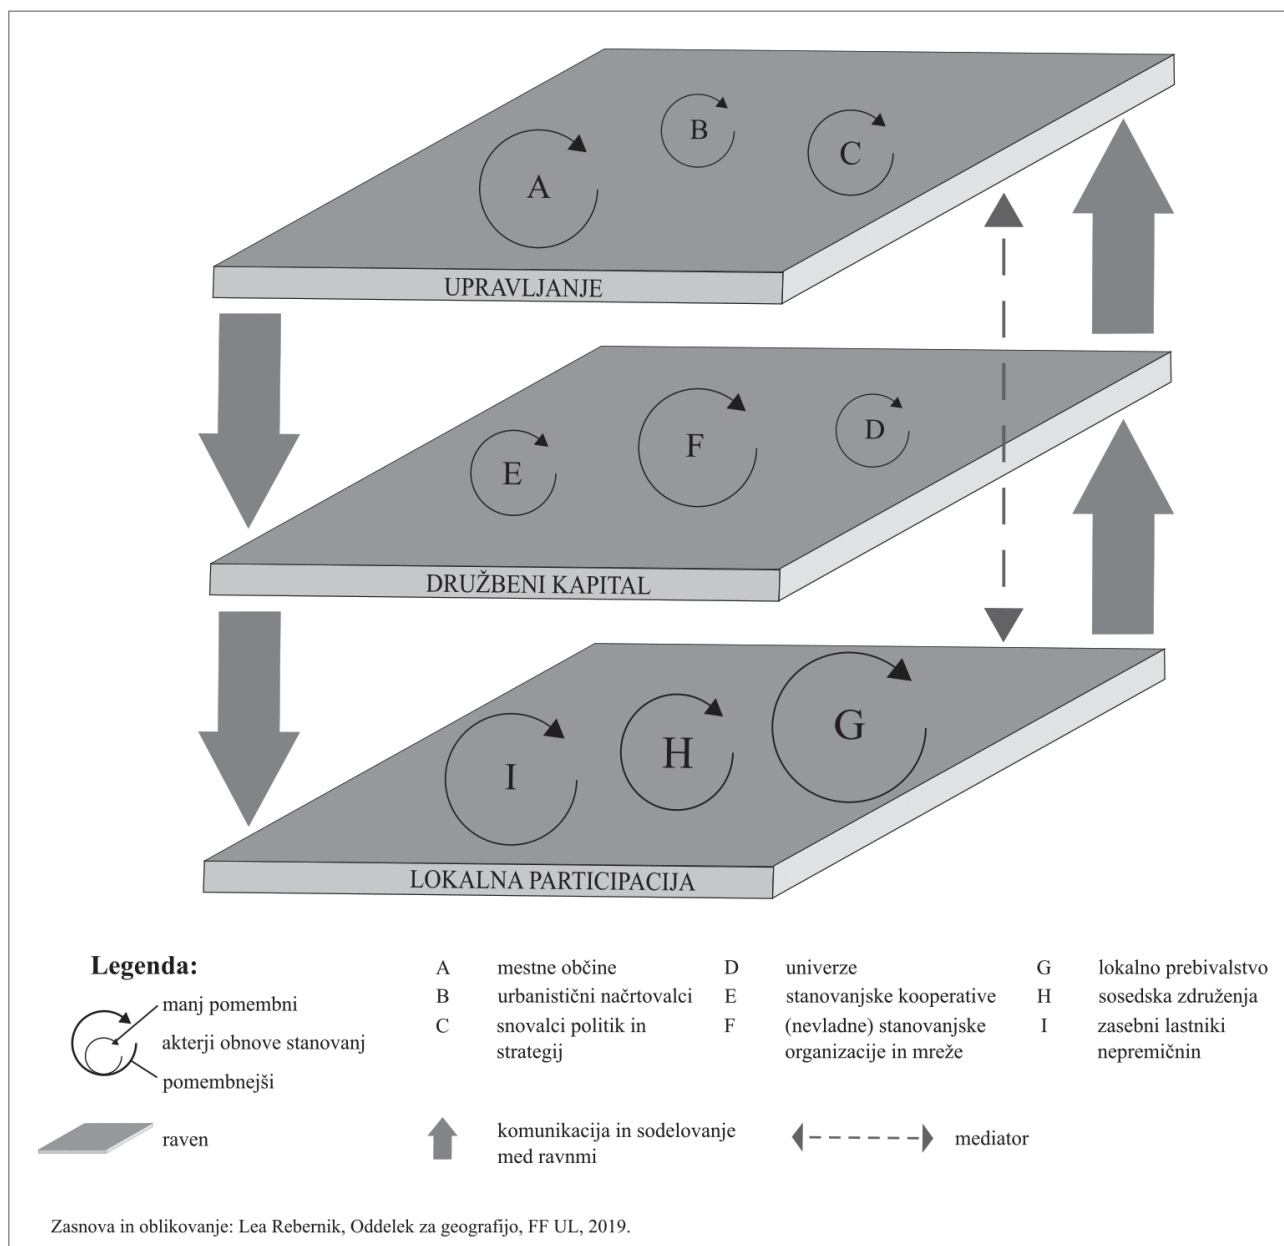 B
C
A
UPRAVLJANJE
D
F
E
DRUŽBENI KAPITAL
G
H
I
LOKALNA PARTICIPACIJA
Legenda:
manj pomembni
akterji obnove stanovanj
pomembnejši
raven
A mestne občine
B urbanistični načrtovalci
C snovalci politik in
strategij
D univerze
E stanovanjske kooperative
F (nevladne) stanovanjske
organizacije in mreže
G lokalno prebivalstvo
H sosedska združenja
I zasebni lastniki
nepremičnin
komunikacija in sodelovanje
med ravnmi
mediator
Zasnova in oblikovanje: Lea Rebernik, Oddelek za geografijo, FF UL, 2019.